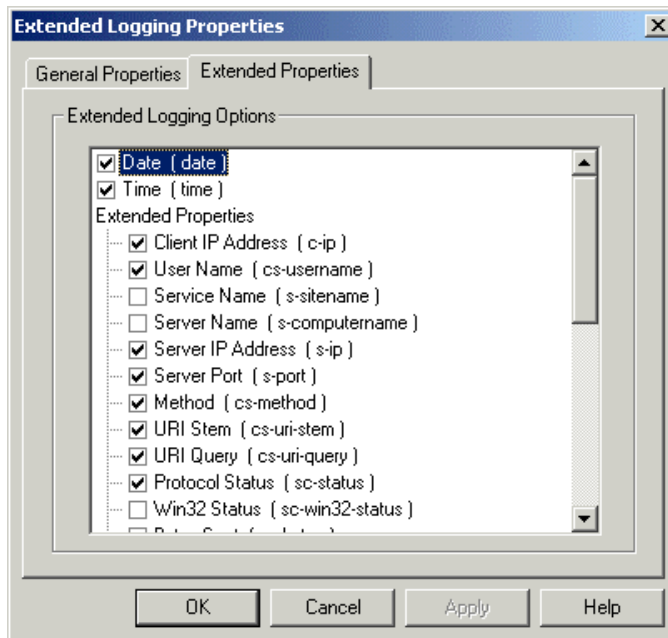 Extended Logging Properties
General Properties
Extended Properties
Extended Logging Options
Date ( date )
Time ( time )
Extended Properties
Client IP Address ( c-ip )
User Name ( cs-username )
Service Name ( s-sitename )
Server Name ( s-computername )
Server IP Address ( s-ip )
Server Port ( s-port )
Method ( cs-method )
URI Stem ( cs-uri-stem )
URI Query ( cs-uri-query )
Protocol Status ( sc-status )
Win32 Status ( sc-win32-status )
OK
Cancel
Apply
Help